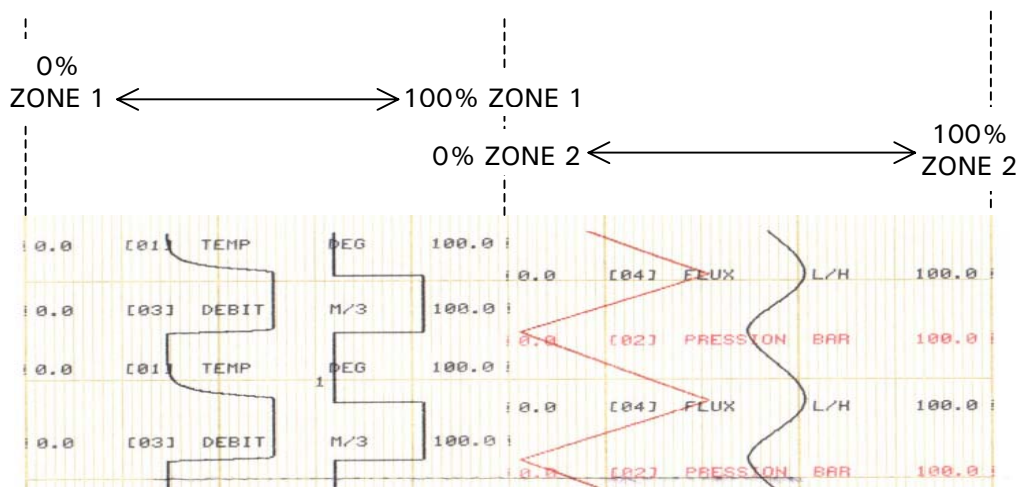 0%
ZONE 1
100% ZONE 1
0% ZONE 2
100%
ZONE 2
0.0 [01] TEMP DEG 100.0
0.0 [04] FLUX L/H 100.0
0.0 [03] DEBIT M/3 100.0
0.0 [02] PRESSION BAR 100.0
0.0 [01] TEMP DEG 100.0
1
0.0 [04] FLUX L/H 100.0
0.0 [03] DEBIT M/3 100.0
0.0 [02] PRESSION BAR 100.0